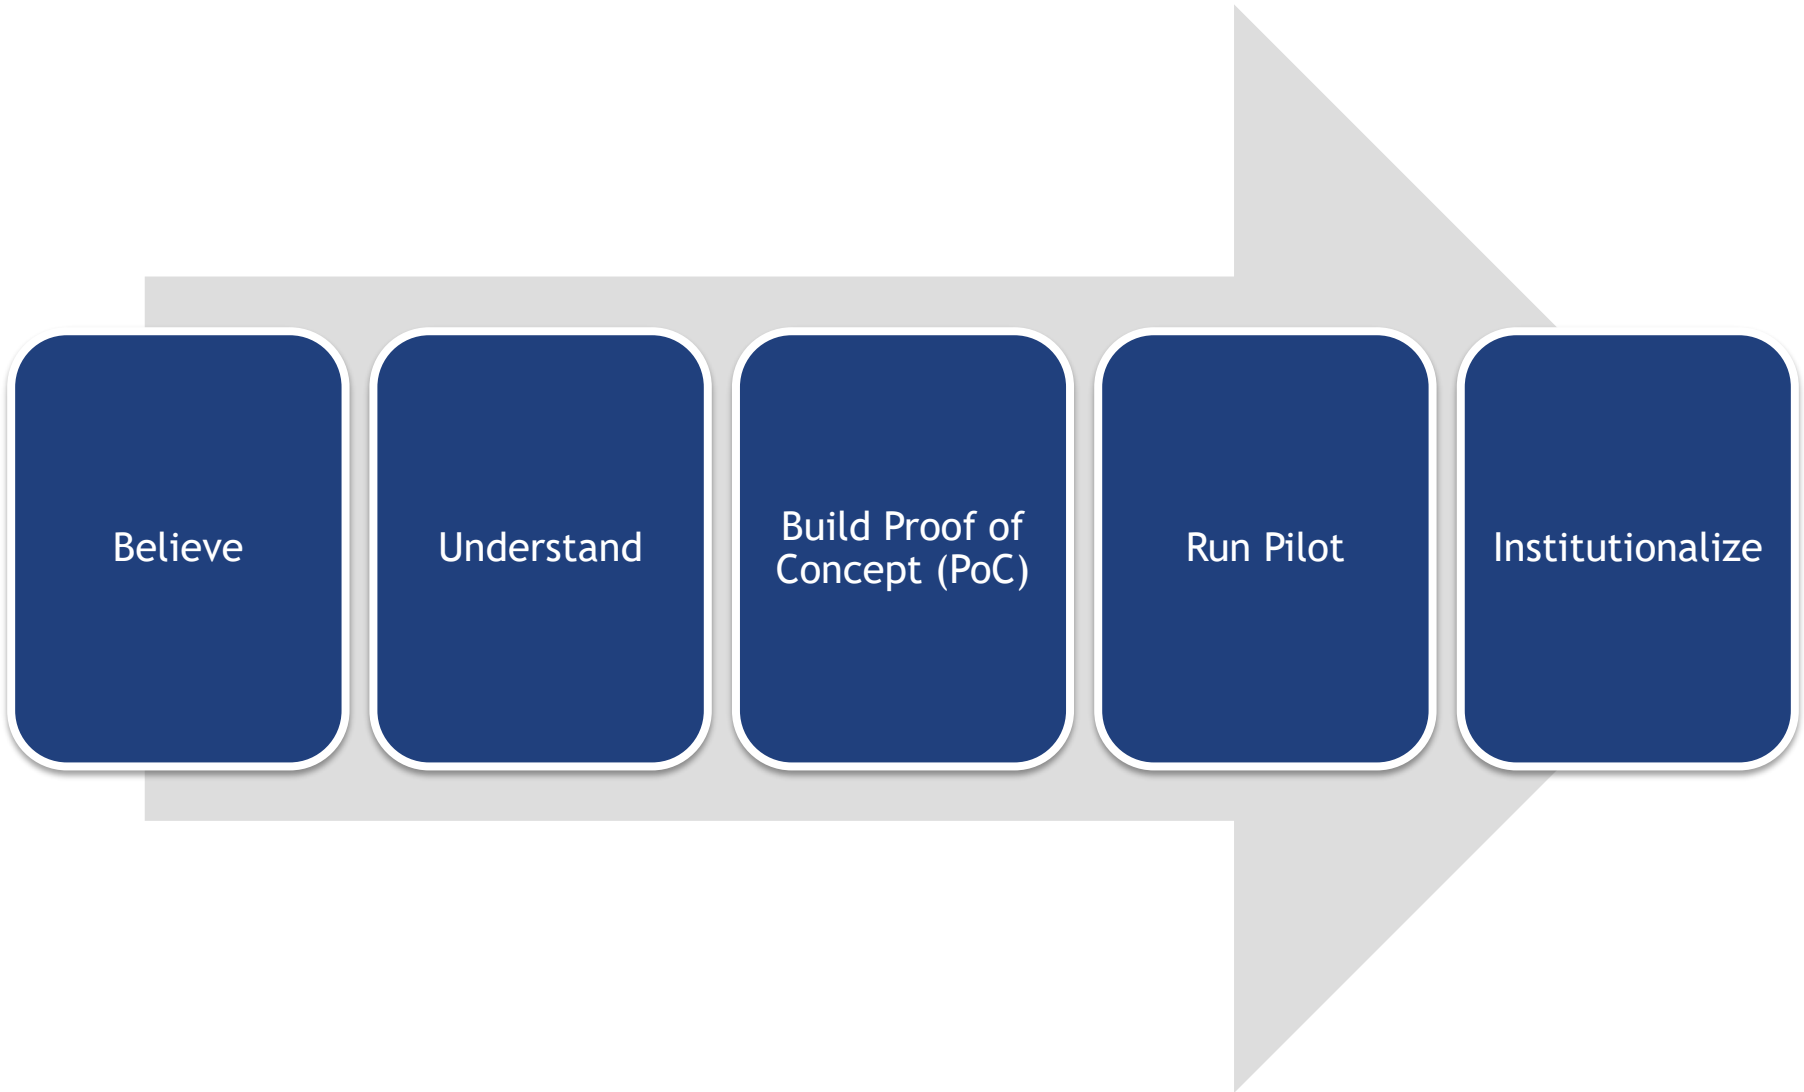 Believe
Understand
Build Proof of
Concept (PoC)
Run Pilot
Institutionalize